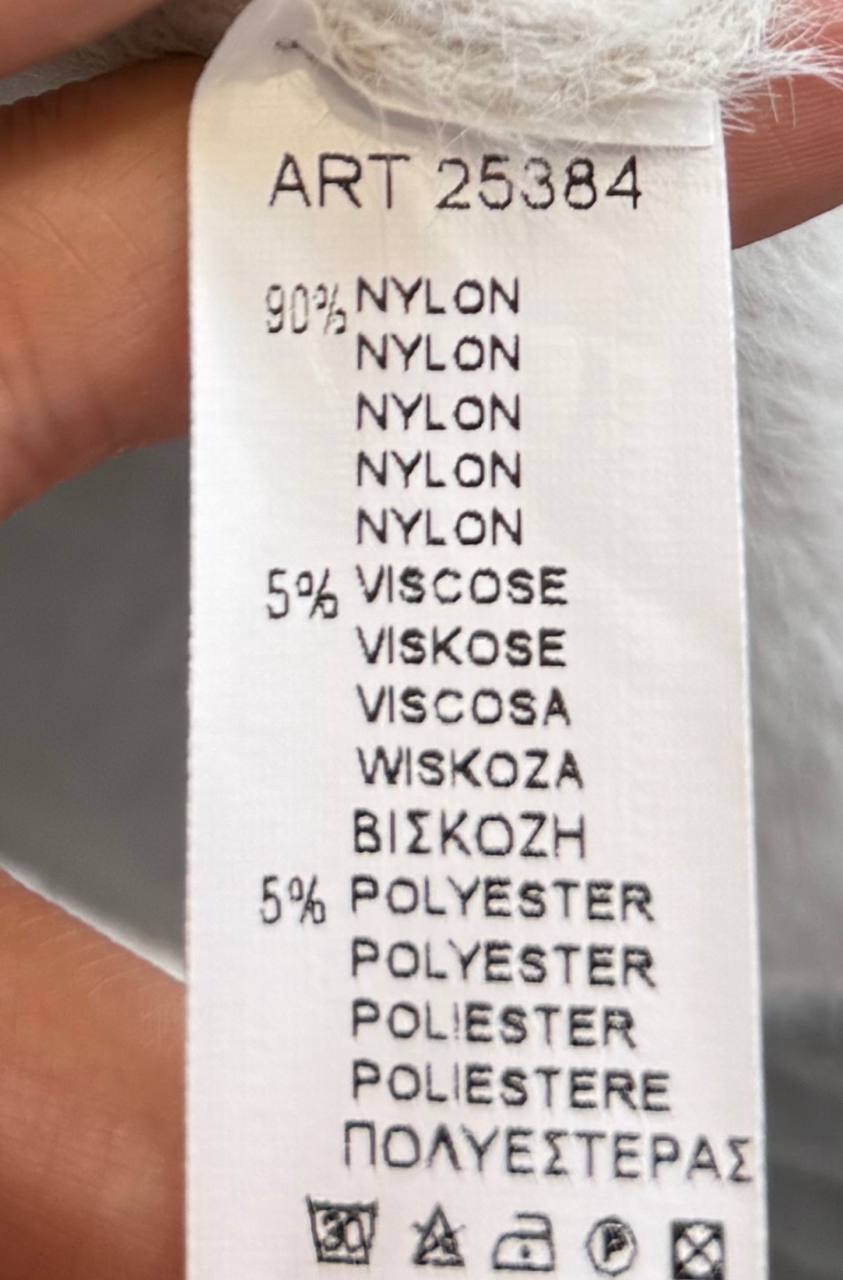 ART 25384
90% NYLON
NYLON
NYLON
NYLON
NYLON
5% VISCOSE
VISKOSE
VISCOSA
WISKOZA
ΒΙΣΚΟΖΗ
5% POLYESTER
POLYESTER
POLIESTER
POLIESTERE
ΠΟΛΥΕΣΤΕΡΑΣ
30 P